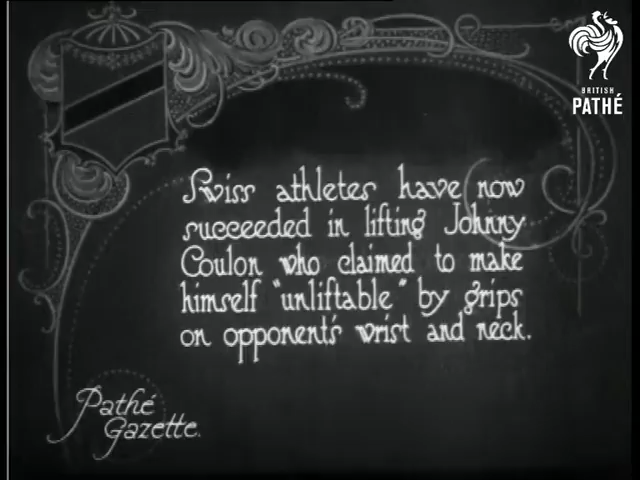 BRITISH
PATHÉ
Swiss athletes have now
succeeded in lifting Johnny
Coulon who claimed to make
himself "unliftable" by grips
on opponent's wrist and neck.
Pathé
Gazette.